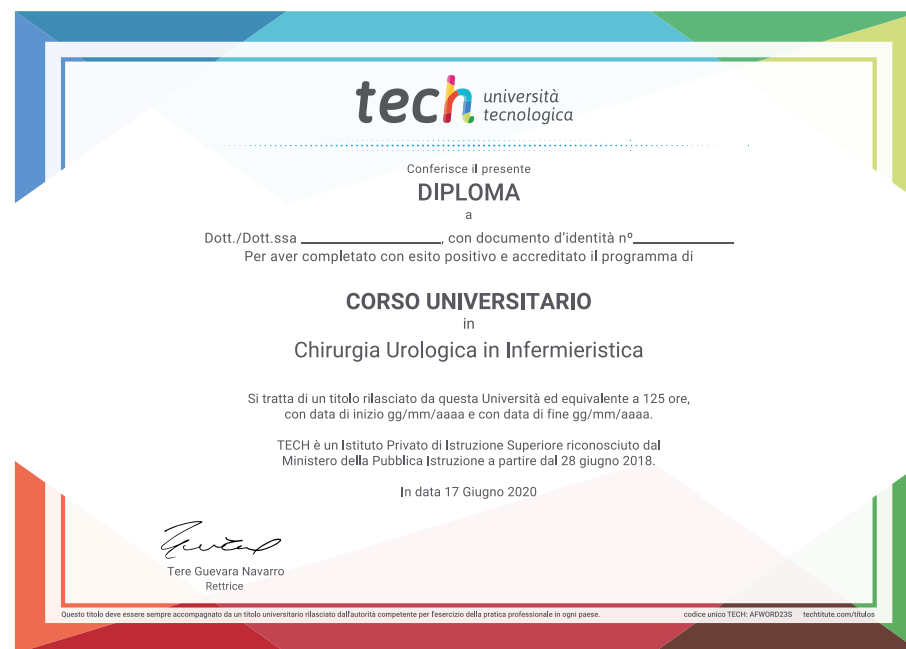 tech università
tecnologica
Conferisce il presente
DIPLOMA
a
Dott./Dott.ssa ____________________, con documento d'identità nº______________
Per aver completato con esito positivo e accreditato il programma di
CORSO UNIVERSITARIO
in
Chirurgia Urologica in Infermieristica
Si tratta di un titolo rilasciato da questa Università ed equivalente a 125 ore,
con data di inizio gg/mm/aaaa e con data di fine gg/mm/aaaa.
TECH è un Istituto Privato di Istruzione Superiore riconosciuto dal
Ministero della Pubblica Istruzione a partire dal 28 giugno 2018.
In data 17 Giugno 2020
Tere Guevara Navarro
Rettrice
Questo titolo deve essere sempre accompagnato da un titolo universitario rilasciato dall'autorità competente per l'esercizio della pratica professionale in ogni paese. codice unico TECH: AFWORD23S techtitute.com/titulos